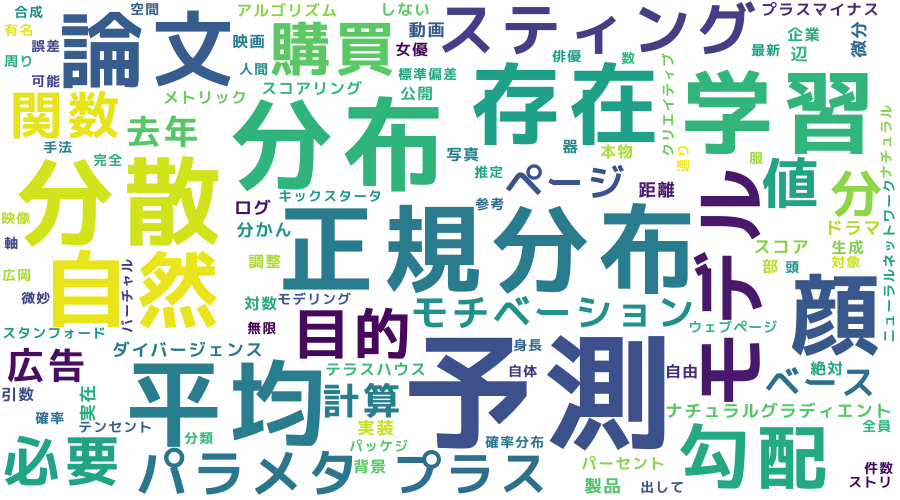 合成
空間
アルゴリズム
しない
スティング
プラスマイナス
有名
論文
映画
購買
動画
企業
微分
誤差
女優
俳優
数
最新
辺
周り
人間
標準偏差
可能
メトリック
スコアリング
公開
存在
クリエイティブ
学習
関数
去年
分布
手法
完全
写真
器
本物
通り
服
ナチュラル
分散
推定
ページ
距離
モデル
値
分
キックスタータ
参考
映像
ログ
正規分布
ドラマ
軸
分かん
スコア
生成
ニューラルネットワーク
広岡
自然
バーチャル
調整
部
頭
対象
微妙
対数
モデリング
モチベーション
顔
スタンフォード
無限
目的
ウェブページ
広告
ダイバージェンス
身長
予測
絶対
引数
実在
平均
テラスハウス
自体
自由
ベース
計算
確率
テンセント
実装
ナチュラルグラディエント
分類
パッケジ
確率分布
全員
必要
パラメタ
背景
プラス
パーセント
勾配
件数
製品
出して
ストリ